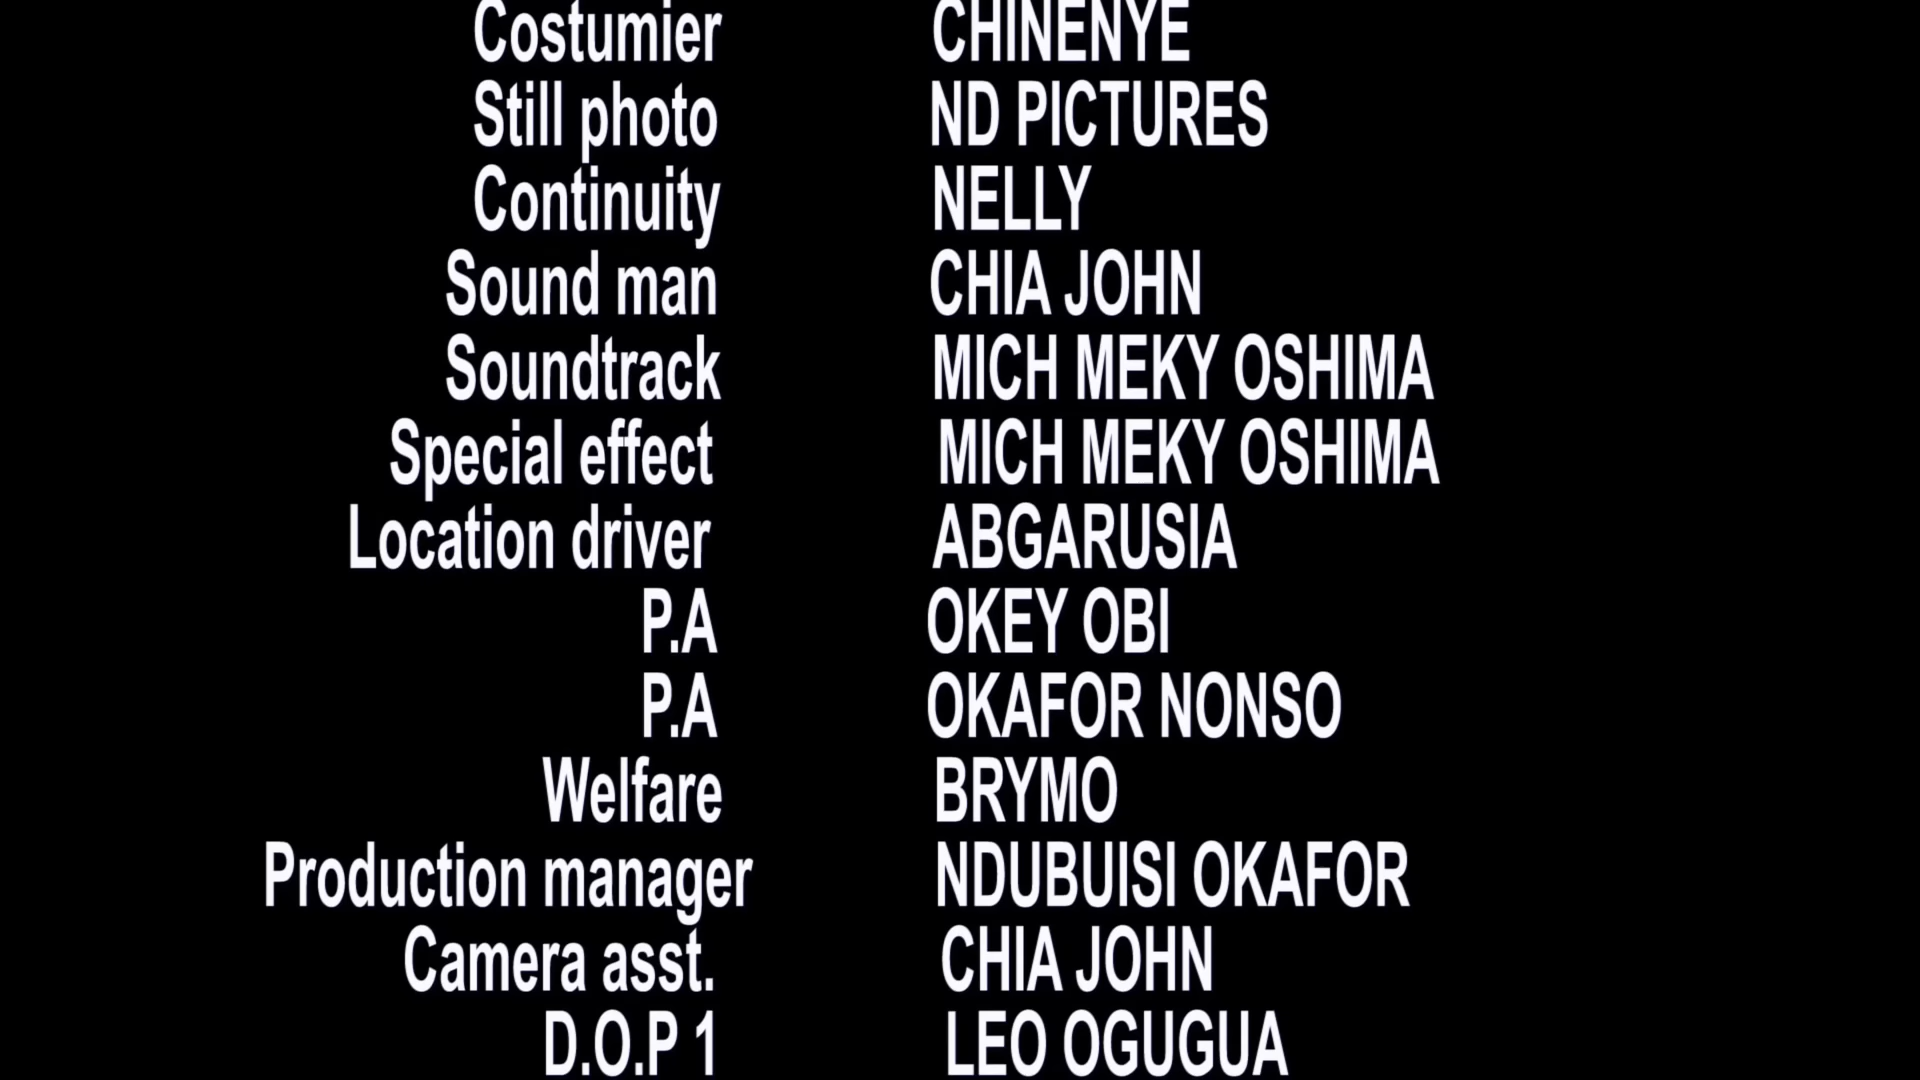 Costumier CHINENYE
Still photo ND PICTURES
Continuity NELLY
Sound man CHIA JOHN
Soundtrack MICH MEKY OSHIMA
Special effect MICH MEKY OSHIMA
Location driver ABGARUSIA
P.A OKEY OBI
P.A OKAFOR NONSO
Welfare BRYMO
Production manager NDUBUISI OKAFOR
Camera asst. CHIA JOHN
D.O.P 1 LEO OGUGUA